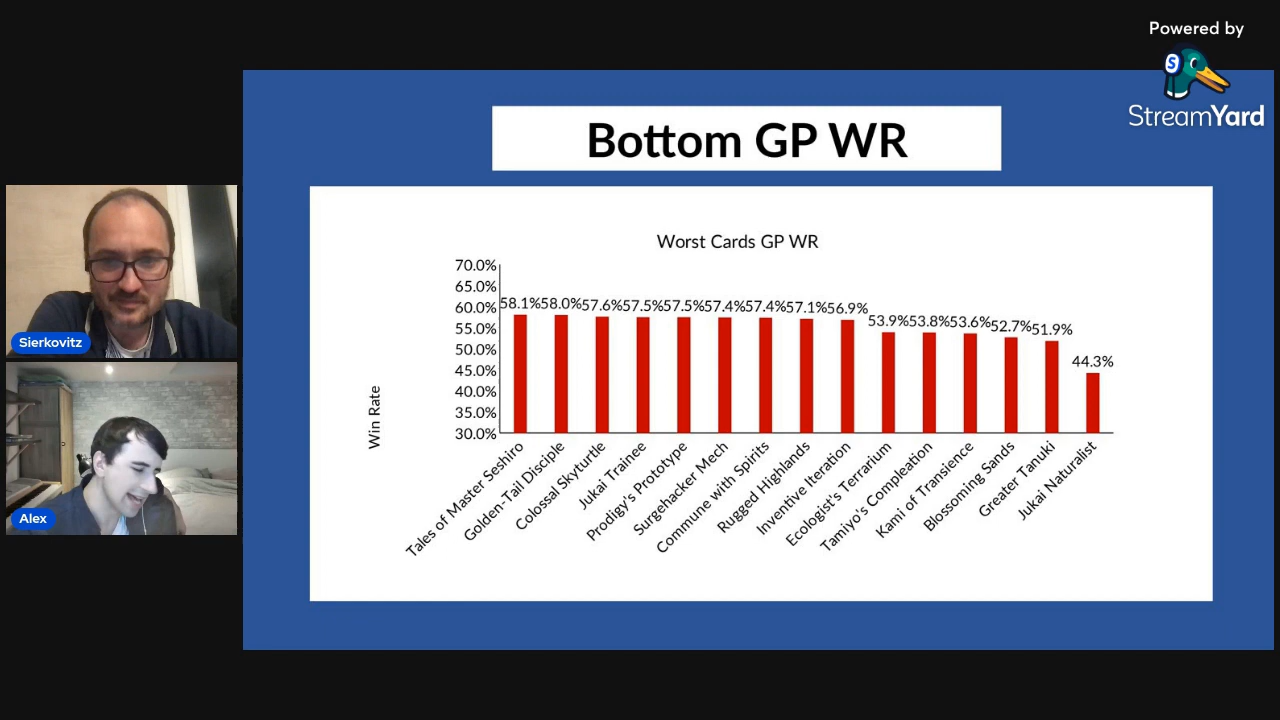 Powered by
S
StreamYard
Bottom GP WR
Worst Cards GP WR
Win Rate
70.0%
65.0%
60.0%
55.0%
50.0%
45.0%
40.0%
35.0%
30.0%
58.1% 58.0% 57.6% 57.5% 57.5% 57.4% 57.4% 57.1% 56.9% 53.9% 53.8% 53.6% 52.7% 51.9% 44.3%
Tales of Master Seshiro
Golden-Tail Disciple
Colossal Skyturtle
Jukai Trainee
Prodigy's Prototype
Surgehacker Mech
Commune with Spirits
Rugged Highlands
Inventive Iteration
Ecologist's Terrarium
Tamiyo's Compleation
Kami of Transience
Blossoming Sands
Greater Tanuki
Jukai Naturalist
Sierkovitz
Alex